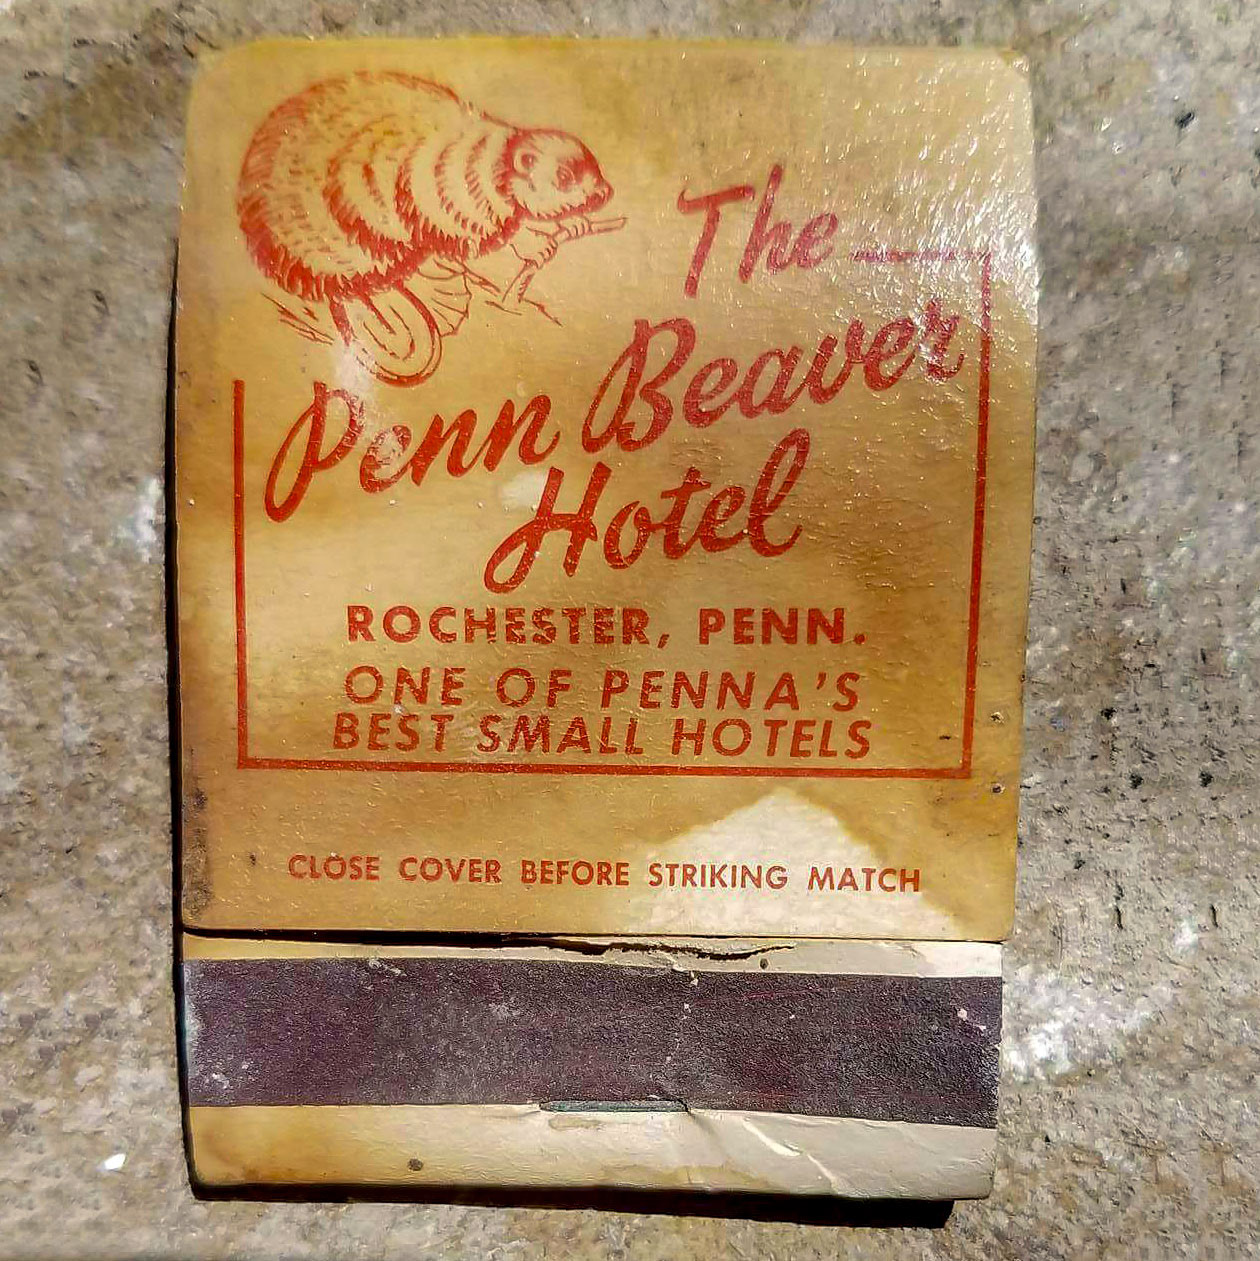 The
Penn Beaver
Hotel
ROCHESTER, PENN.
ONE OF PENNA'S
BEST SMALL HOTELS
CLOSE COVER BEFORE STRIKING MATCH